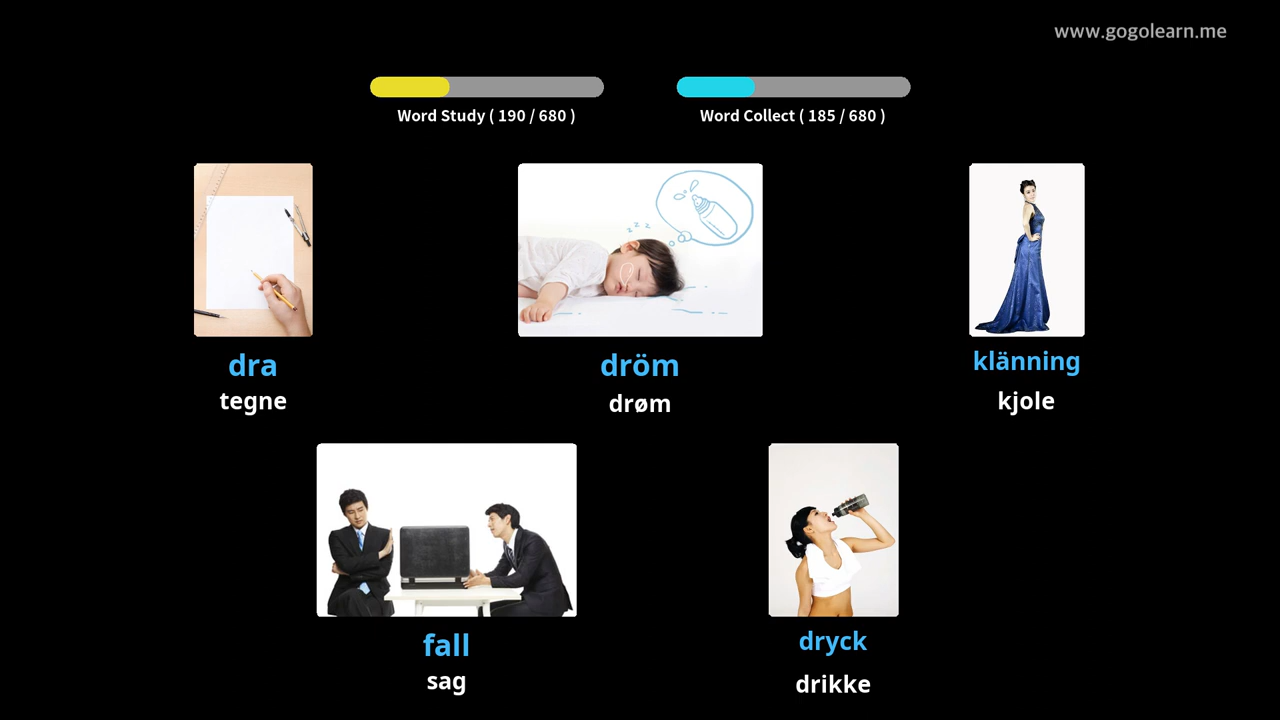 www.gogolearn.me
Word Study ( 190 / 680 )
Word Collect ( 185 / 680 )
dra
tegne
dröm
drøm
klänning
kjole
fall
sag
dryck
drikke